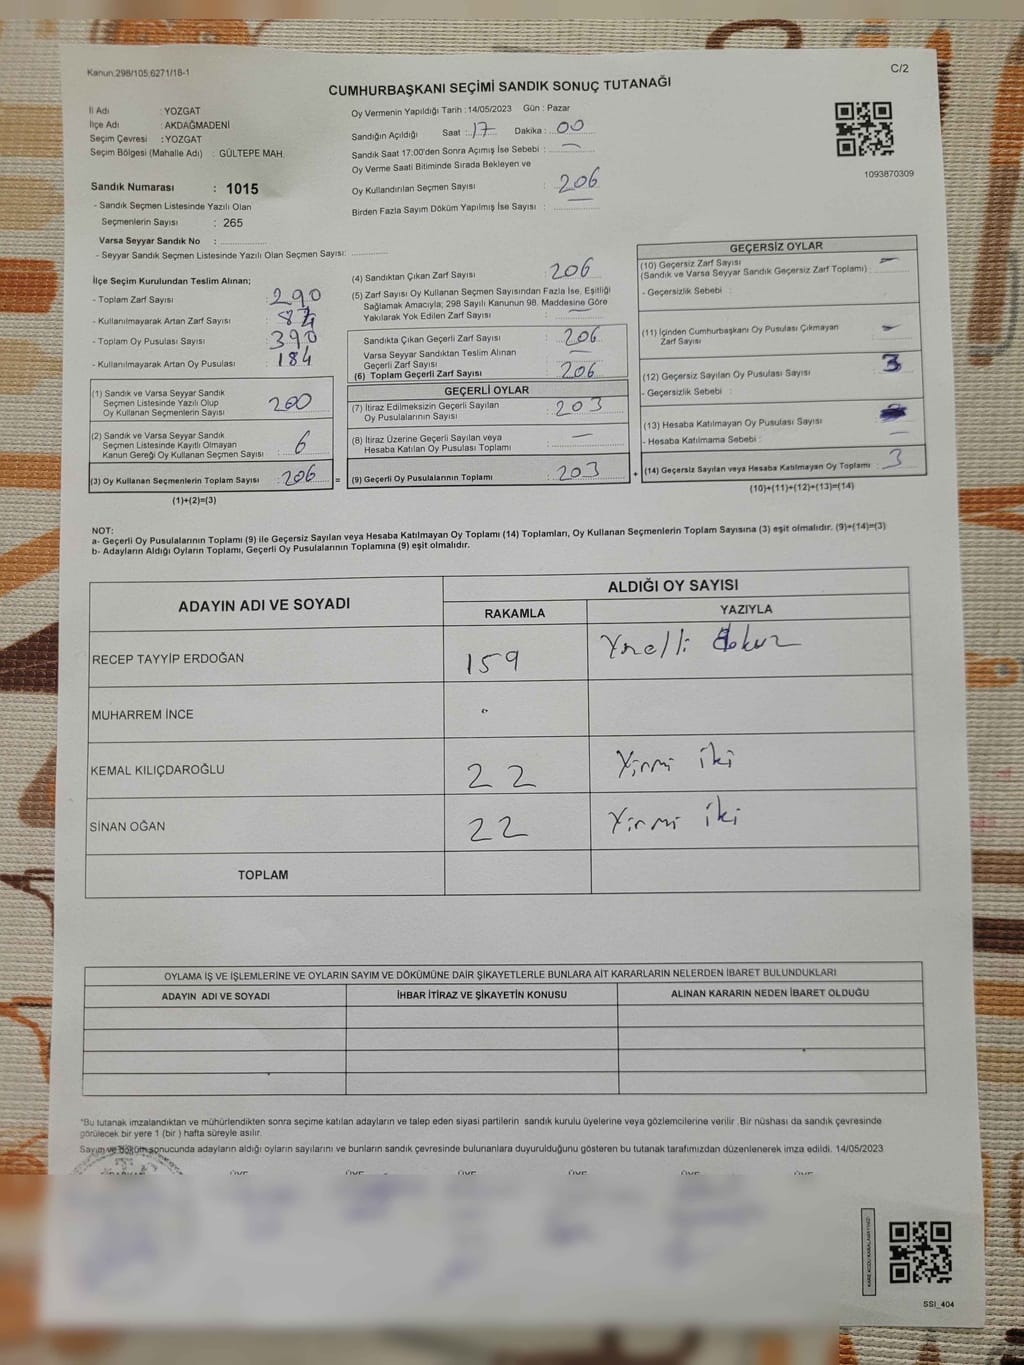 Kanun:298/105;6271/18-1
C/2
CUMHURBAŞKANI SEÇİMİ SANDIK SONUÇ TUTANAĞI
İl Adı : YOZGAT
İlçe Adı : AKDAĞMADENİ
Seçim Çevresi : YOZGAT
Seçim Bölgesi (Mahalle Adı) : GÜLTEPE MAH.
Sandık Numarası : 1015
- Sandık Seçmen Listesinde Yazılı Olan
Seçmenlerin Sayısı : 265
Varsa Seyyar Sandık No :
- Seyyar Sandık Seçmen Listesinde Yazılı Olan Seçmen Sayısı:
Oy Vermenin Yapıldığı Tarih : 14/05/2023 Gün : Pazar
Sandığın Açıldığı Saat : 17 Dakika : 00
Sandık Saat 17:00'den Sonra Açımış İse Sebebi : —
Oy Verme Saati Bitiminde Sırada Bekleyen ve
Oy Kullandırılan Seçmen Sayısı : 206
Birden Fazla Sayım Döküm Yapılmış İse Sayısı : —
1093870309
İlçe Seçim Kurulundan Teslim Alınan;
- Toplam Zarf Sayısı : 290
- Kullanılmayarak Artan Zarf Sayısı : 84
- Toplam Oy Pusulası Sayısı : 390
- Kullanılmayarak Artan Oy Pusulası : 184
(1) Sandık ve Varsa Seyyar Sandık
Seçmen Listesinde Yazılı Olup
Oy Kullanan Seçmenlerin Sayısı : 200
(2) Sandık ve Varsa Seyyar Sandık
Seçmen Listesinde Kayıtlı Olmayan
Kanun Gereği Oy Kullanan Seçmen Sayısı : 6
(3) Oy Kullanan Seçmenlerin Toplam Sayısı : 206
(1)+(2)=(3)
(4) Sandıktan Çıkan Zarf Sayısı : 206
(5) Zarf Sayısı Oy Kullanan Seçmen Sayısından Fazla İse, Eşitliği
Sağlamak Amacıyla; 298 Sayılı Kanunun 98. Maddesine Göre
Yakılarak Yok Edilen Zarf Sayısı : —
Sandıkta Çıkan Geçerli Zarf Sayısı : 206
Varsa Seyyar Sandıktan Teslim Alınan
Geçerli Zarf Sayısı : —
(6) Toplam Geçerli Zarf Sayısı : 206
GEÇERLİ OYLAR
(7) İtiraz Edilmeksizin Geçerli Sayılan
Oy Pusulalarının Sayısı : 203
(8) İtiraz Üzerine Geçerli Sayılan veya
Hesaba Katılan Oy Pusulası Toplamı : —
= (9) Geçerli Oy Pusulalarının Toplamı : 203
GEÇERSİZ OYLAR
(10) Geçersiz Zarf Sayısı
(Sandık ve Varsa Seyyar Sandık Geçersiz Zarf Toplamı) : —
- Geçersizlik Sebebi :
(11) İçinden Cumhurbaşkanı Oy Pusulası Çıkmayan
Zarf Sayısı : —
(12) Geçersiz Sayılan Oy Pusulası Sayısı : 3
- Geçersizlik Sebebi :
(13) Hesaba Katılmayan Oy Pusulası Sayısı :
- Hesaba Katılmama Sebebi : —
+ (14) Geçersiz Sayılan veya Hesaba Katılmayan Oy Toplamı : 3
(10)+(11)+(12)+(13)=(14)
NOT:
a- Geçerli Oy Pusulalarının Toplamı (9) ile Geçersiz Sayılan veya Hesaba Katılmayan Oy Toplamı (14) Toplamları, Oy Kullanan Seçmenlerin Toplam Sayısına (3) eşit olmalıdır. (9)+(14)=(3)
b- Adayların Aldığı Oyların Toplamı, Geçerli Oy Pusulalarının Toplamına (9) eşit olmalıdır.
ADAYIN ADI VE SOYADI ALDIĞI OY SAYISI
RAKAMLA YAZIYLA
RECEP TAYYİP ERDOĞAN 159 Yüzelli dokuz
MUHARREM İNCE
KEMAL KILIÇDAROĞLU 22 Yirmi iki
SİNAN OĞAN 22 Yirmi iki
TOPLAM
OYLAMA İŞ VE İŞLEMLERİNE VE OYLARIN SAYIM VE DÖKÜMÜNE DAİR ŞİKAYETLERLE BUNLARA AİT KARARLARIN NELERDEN İBARET BULUNDUKLARI
ADAYIN ADI VE SOYADI İHBAR İTİRAZ VE ŞİKAYETİN KONUSU ALINAN KARARIN NEDEN İBARET OLDUĞU
*Bu tutanak imzalandıktan ve mühürlendikten sonra seçime katılan adayların ve talep eden siyasi partilerin sandık kurulu üyelerine veya gözlemcilerine verilir .Bir nüshası da sandık çevresinde
görülecek bir yere 1 (bir ) hafta süreyle asılır.
Sayım ve döküm sonucunda adayların aldığı oyların sayılarını ve bunların sandık çevresinde bulunanlara duyurulduğunu gösteren bu tutanak tarafımızdan düzenlenerek imza edildi. 14/05/2023
SSI_404